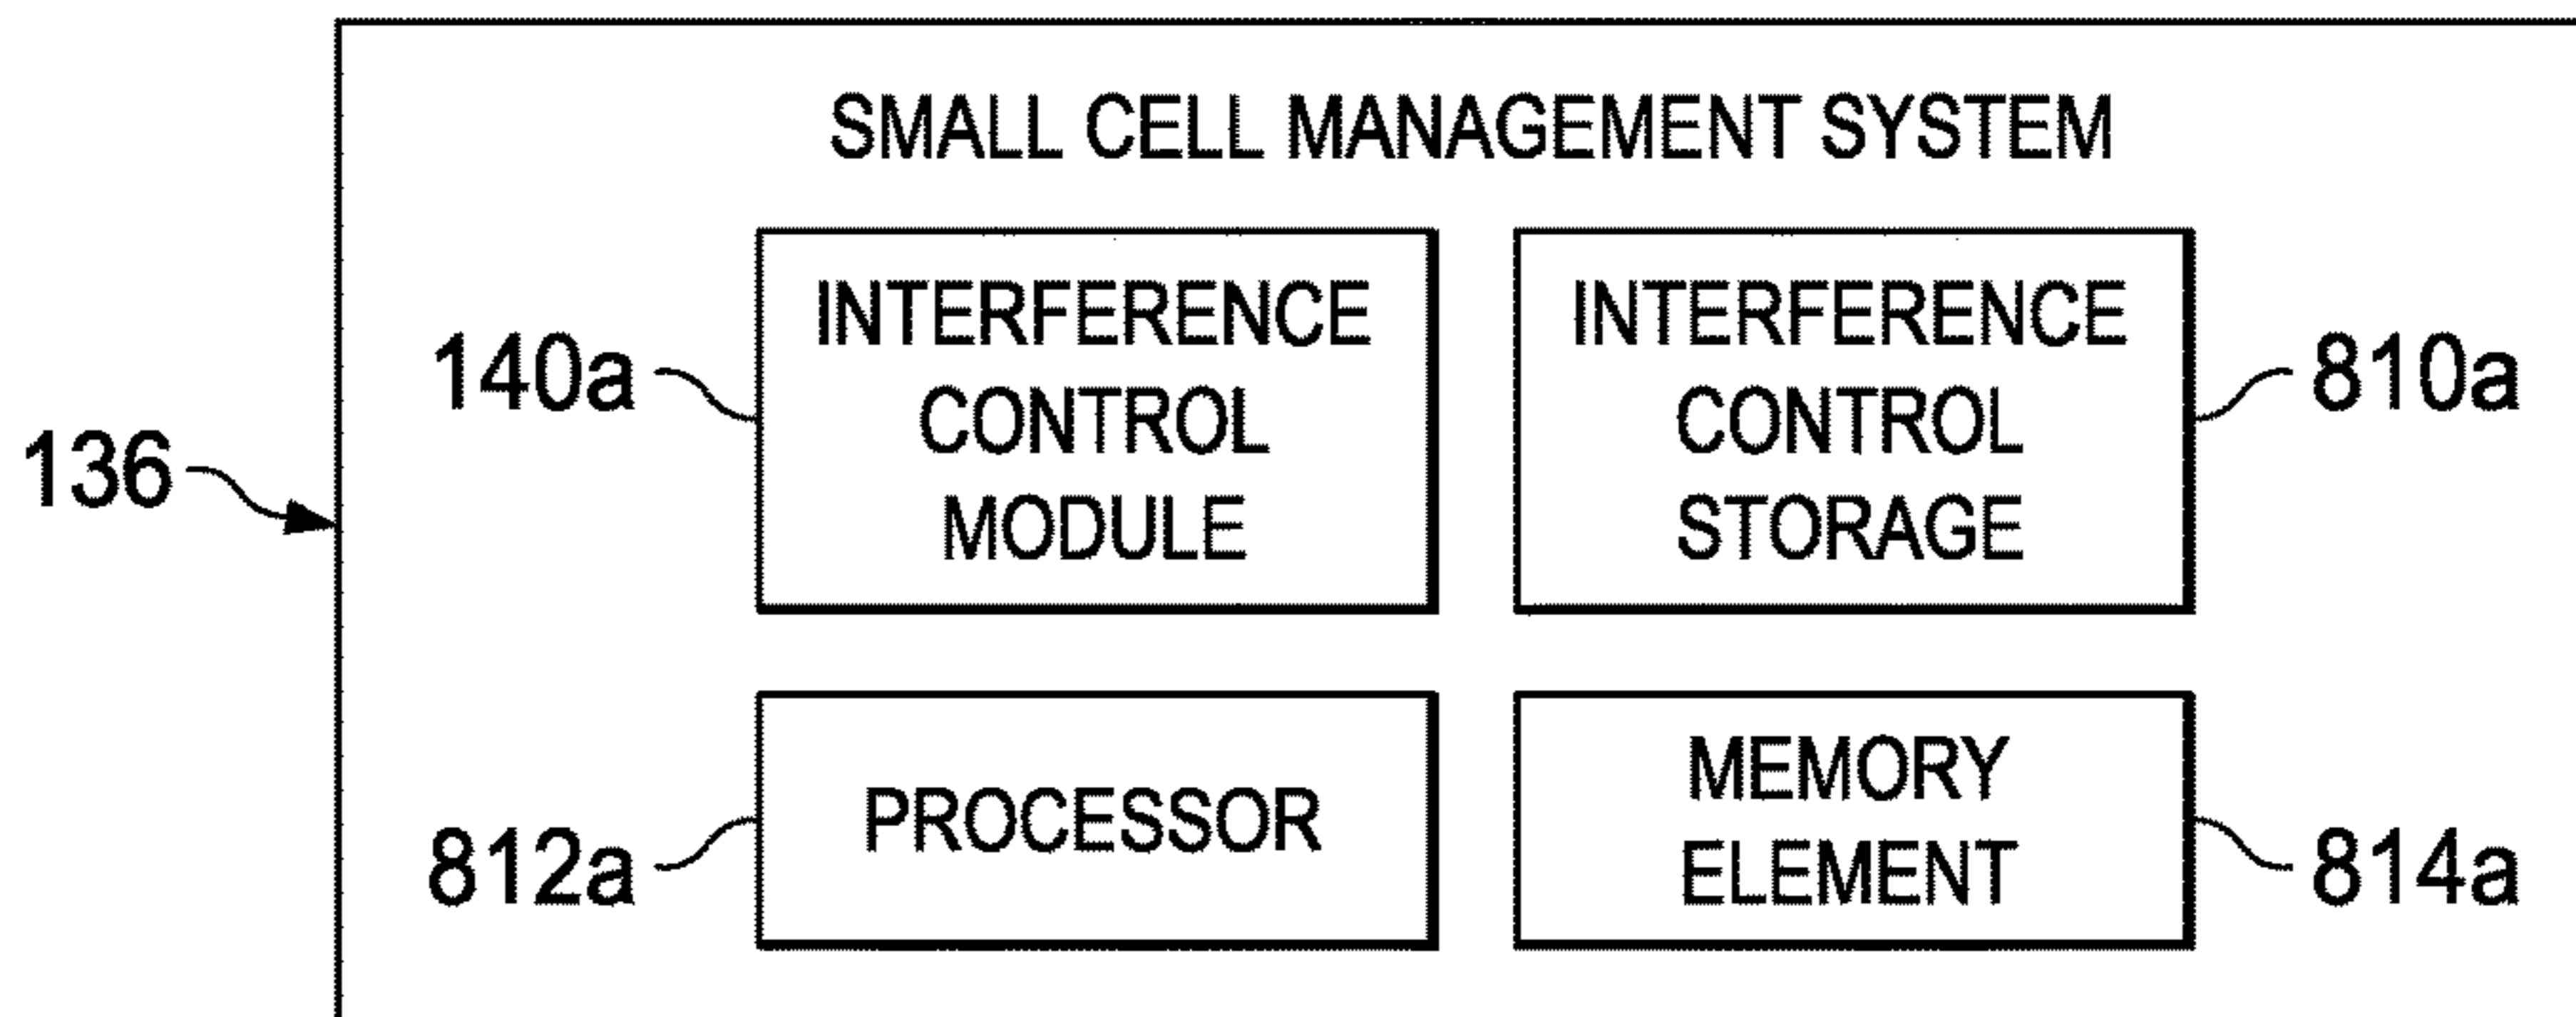 SMALL CELL MANAGEMENT SYSTEM
INTERFERENCE
CONTROL
MODULE
140a
INTERFERENCE
CONTROL
STORAGE
810a
136
PROCESSOR
812a
MEMORY
ELEMENT
814a